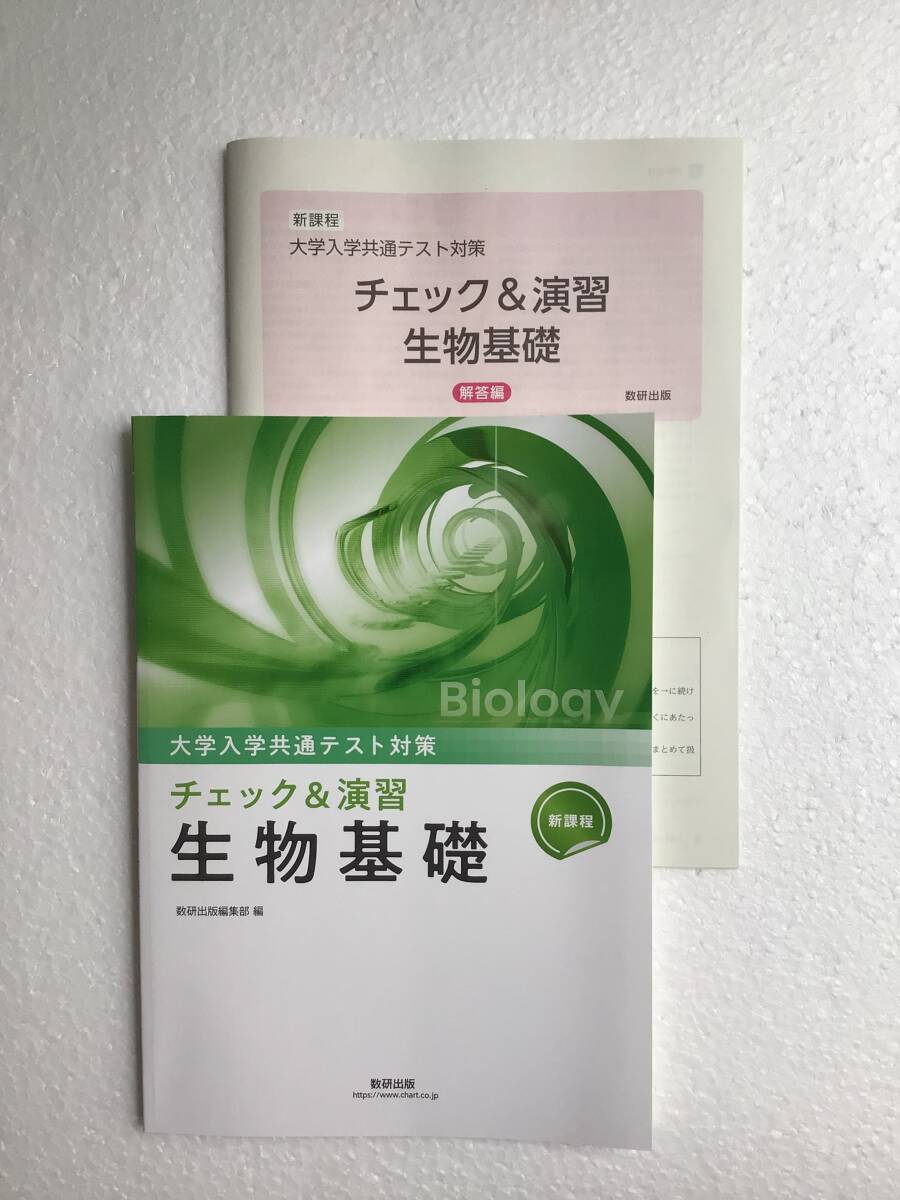 新課程
大学入学共通テスト対策
チェック&演習
生物基礎
解答編
数研出版
を→に続け
くにあたっ
まとめて扱
Biology
大学入学共通テスト対策
チェック&演習
生物基礎
新課程
数研出版編集部 編
数研出版
https://www.chart.co.jp